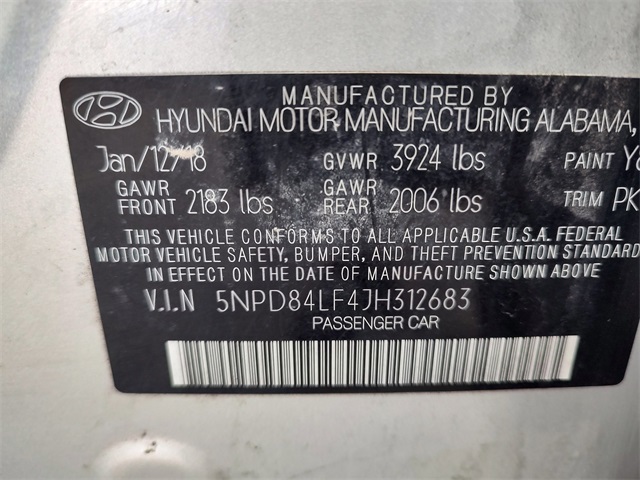 MANUFACTURED BY
HYUNDAI MOTOR MANUFACTURING ALABAMA,
Jan/12/18 GVWR 3924 lbs PAINT
GAWR FRONT 2183 lbs GAWR REAR 2006 lbs TRIM PK
THIS VEHICLE CONFORMS TO ALL APPLICABLE U.S.A. FEDERAL
MOTOR VEHICLE SAFETY, BUMPER, AND THEFT PREVENTION STANDARD
IN EFFECT ON THE DATE OF MANUFACTURE SHOWN ABOVE
V.I.N 5NPD84LF4JH312683
PASSENGER CAR